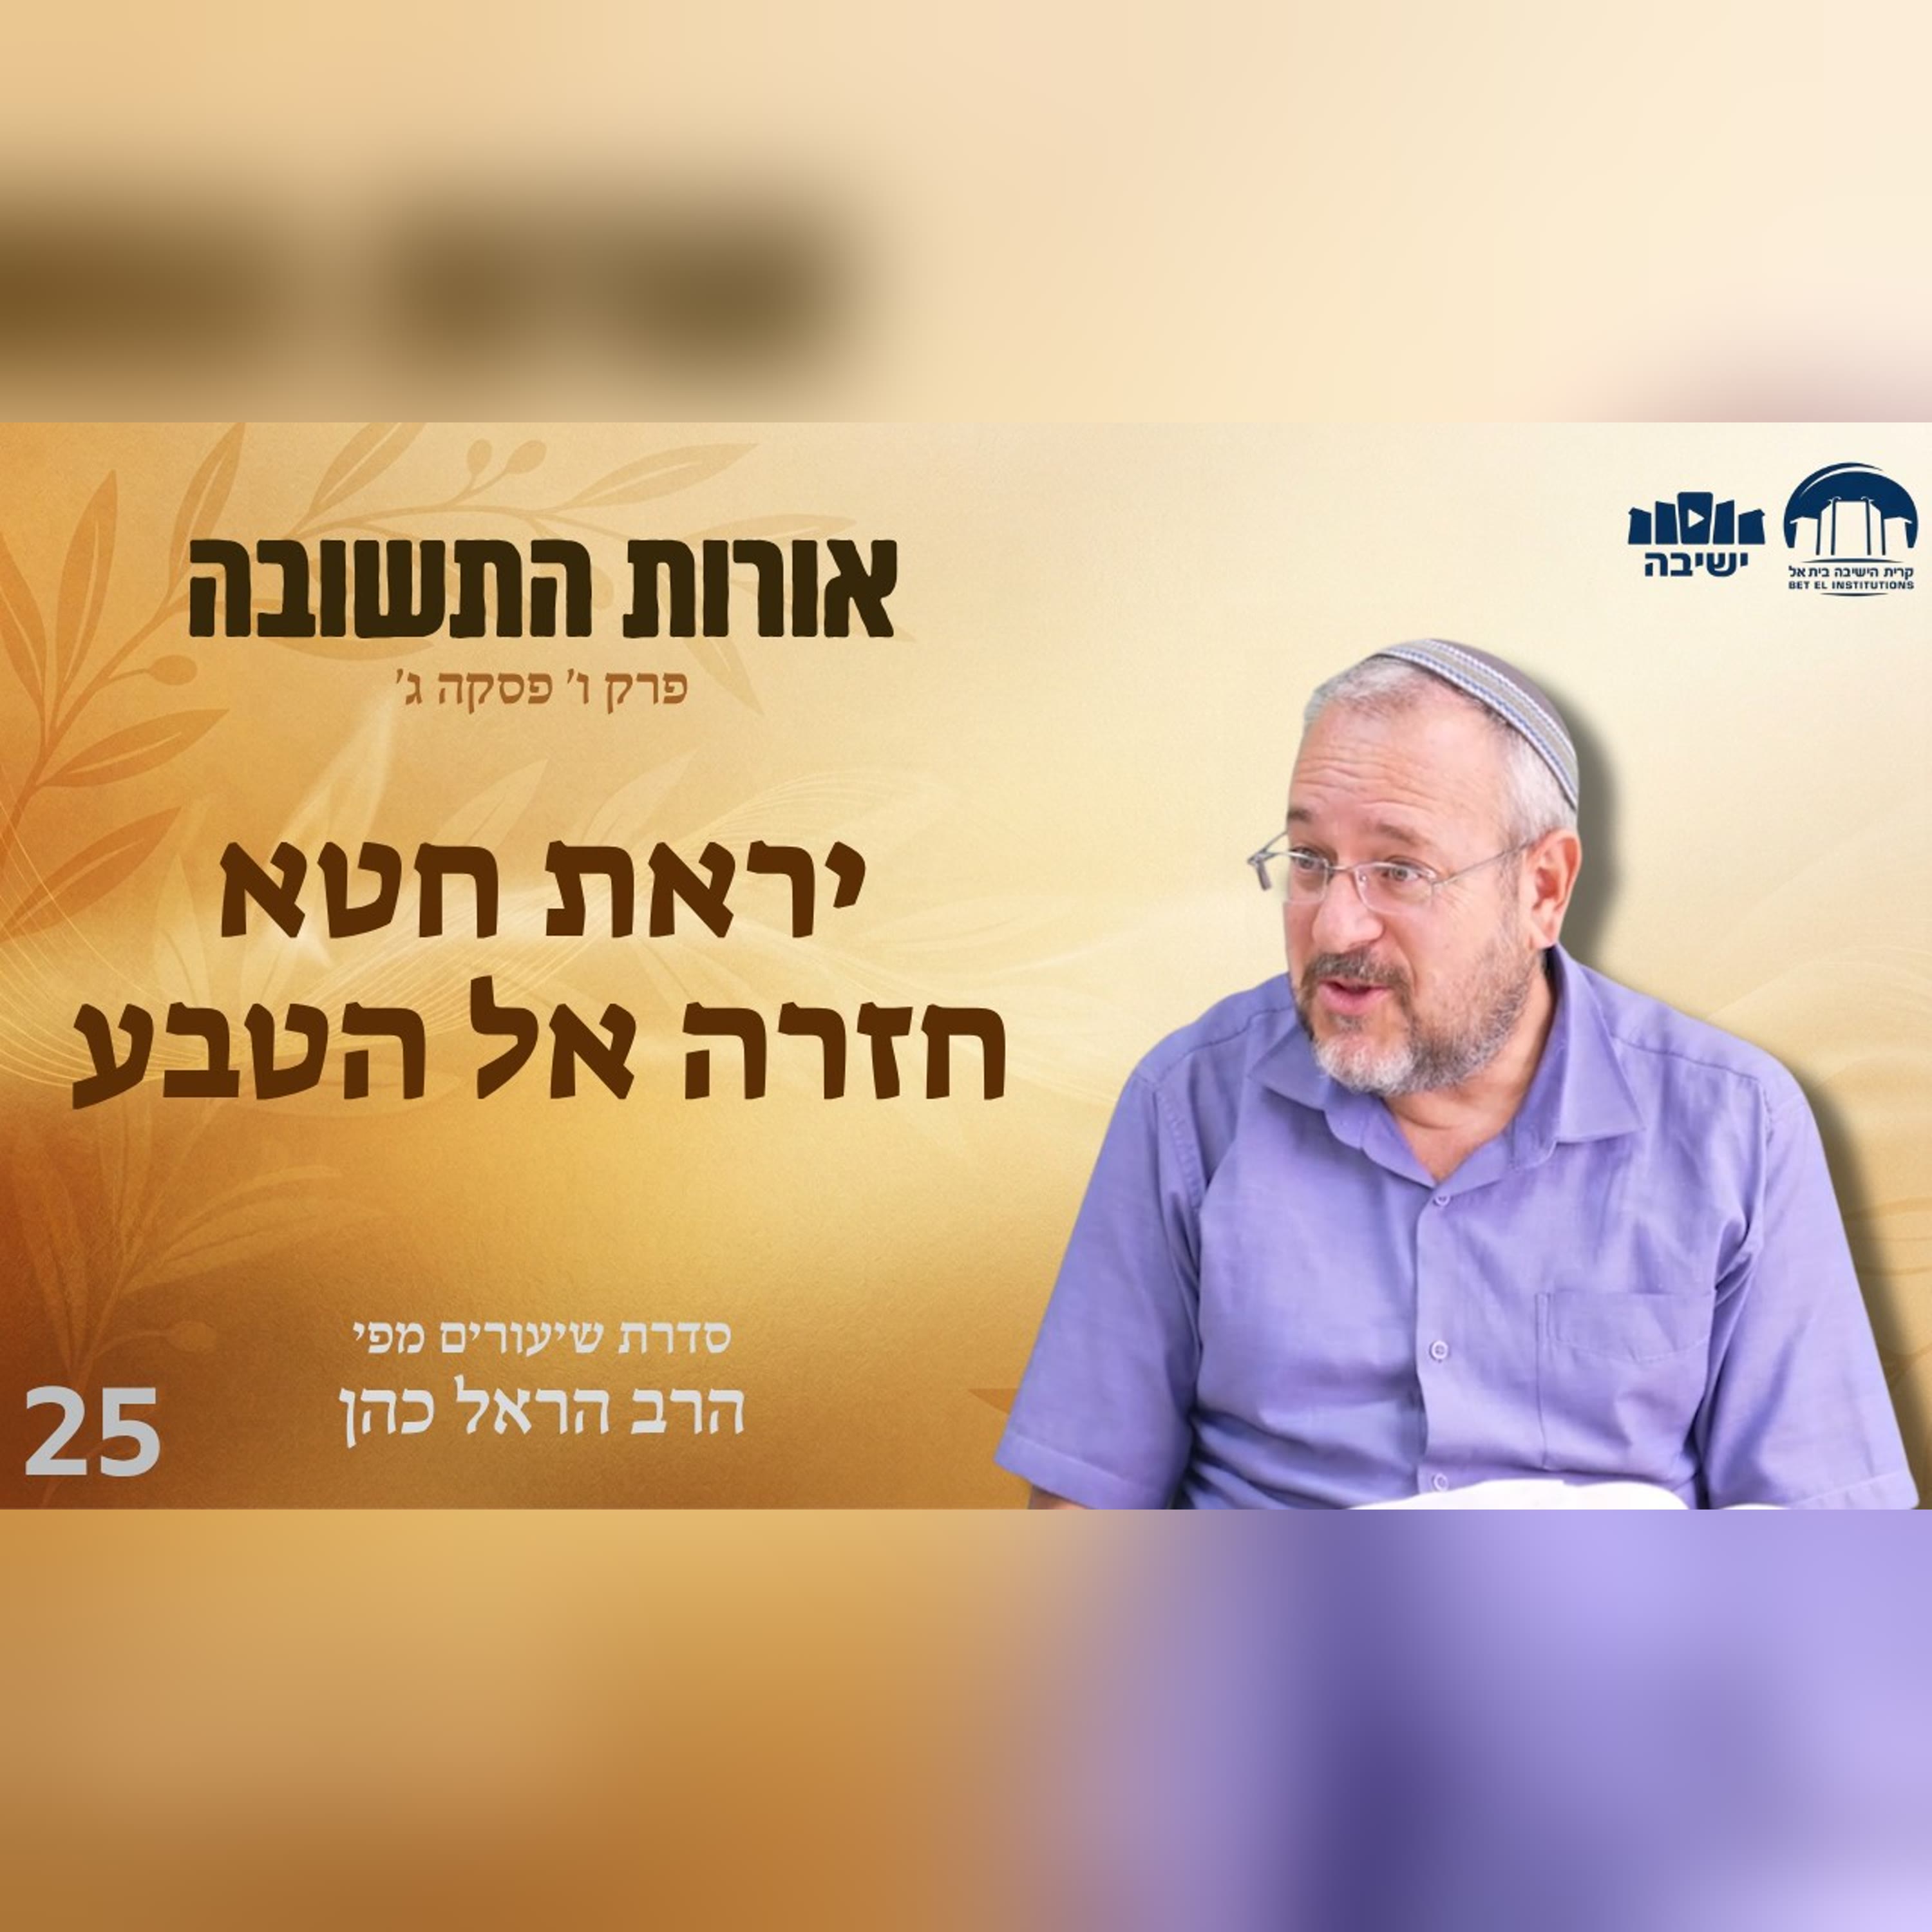 אורות התשובה
פרק ו' פסקה ג'
יראת חטא
חזרה אל הטבע
סדרת שיעורים מפי
הרב הראל כהן
25
ישיבה
קרית הישיבה בית אל
BET EL INSTITUTIONS